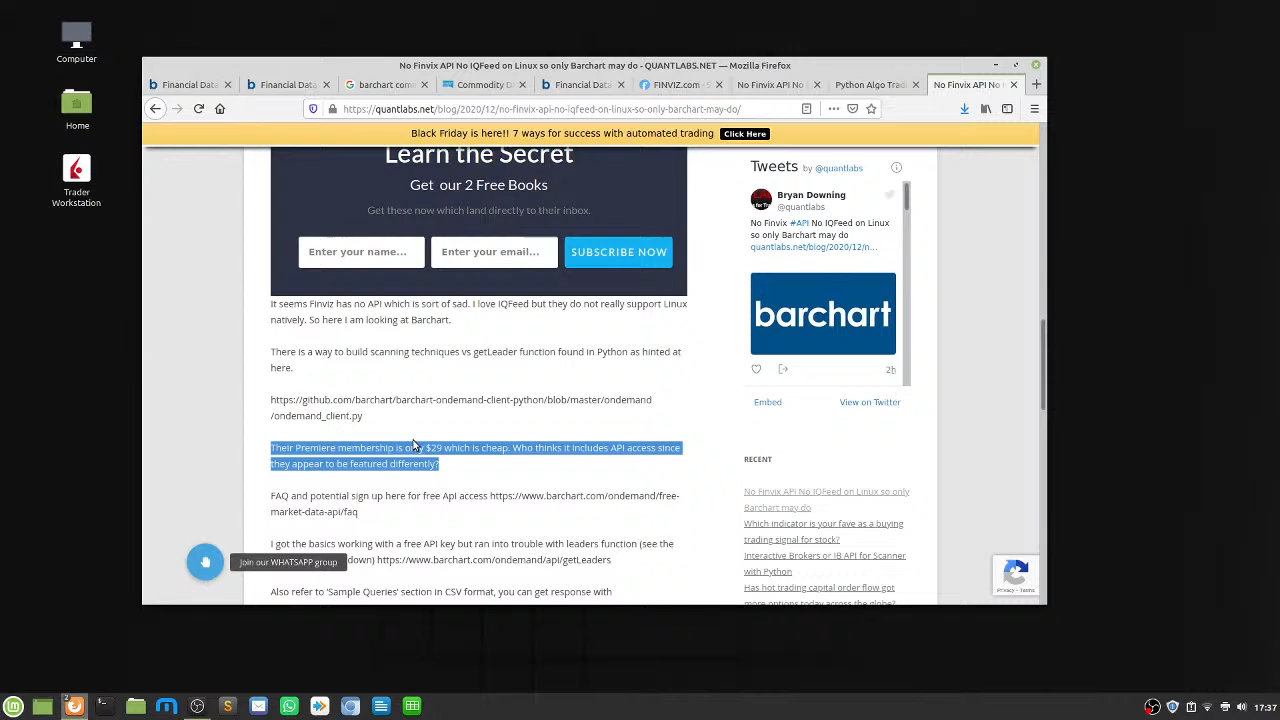 Computer
Home
Trader
Workstation
No Finvix API No IQFeed on Linux so only Barchart may do - QUANTLABS.NET — Mozilla Firefox
Financial Data
Financial Data
barchart com
Commodity D
Financial Data
FINVIZ.com - S
No Finvix API No
Python Algo Tradi
No Finvix API No I
https://quantlabs.net/blog/2020/12/no-finvix-api-no-iqfeed-on-linux-so-only-barchart-may-do/
Black Friday is here!! 7 ways for success with automated trading Click Here
Learn the Secret
Get our 2 Free Books
Get these now which land directly to their inbox.
Enter your name...
Enter your email...
SUBSCRIBE NOW
It seems Finviz has no API which is sort of sad. I love IQFeed but they do not really support Linux
natively. So here I am looking at Barchart.
There is a way to build scanning techniques vs getLeader function found in Python as hinted at
here.
https://github.com/barchart/barchart-ondemand-client-python/blob/master/ondemand
/ondemand_client.py
Their Premiere membership is only $29 which is cheap. Who thinks it includes API access since
they appear to be featured differently?
FAQ and potential sign up here for free Api access https://www.barchart.com/ondemand/free-
market-data-api/faq
I got the basics working with a free API key but ran into trouble with leaders function (see the
down) https://www.barchart.com/ondemand/api/getLeaders
Join our WHATSAPP group
Also refer to 'Sample Queries' section in CSV format, you can get response with
Tweets by @quantlabs
Bryan Downing
@quantlabs
No Finvix #API No IQFeed on Linux
so only Barchart may do
quantlabs.net/blog/2020/12/n…
barchart
2h
Embed
View on Twitter
RECENT
No Finvix API No IQFeed on Linux so only
Barchart may do
Which indicator is your fave as a buying
trading signal for stock?
Interactive Brokers or IB API for Scanner
with Python
Has hot trading capital order flow got
more options today across the globe?
Privacy - Terms
2
17:37